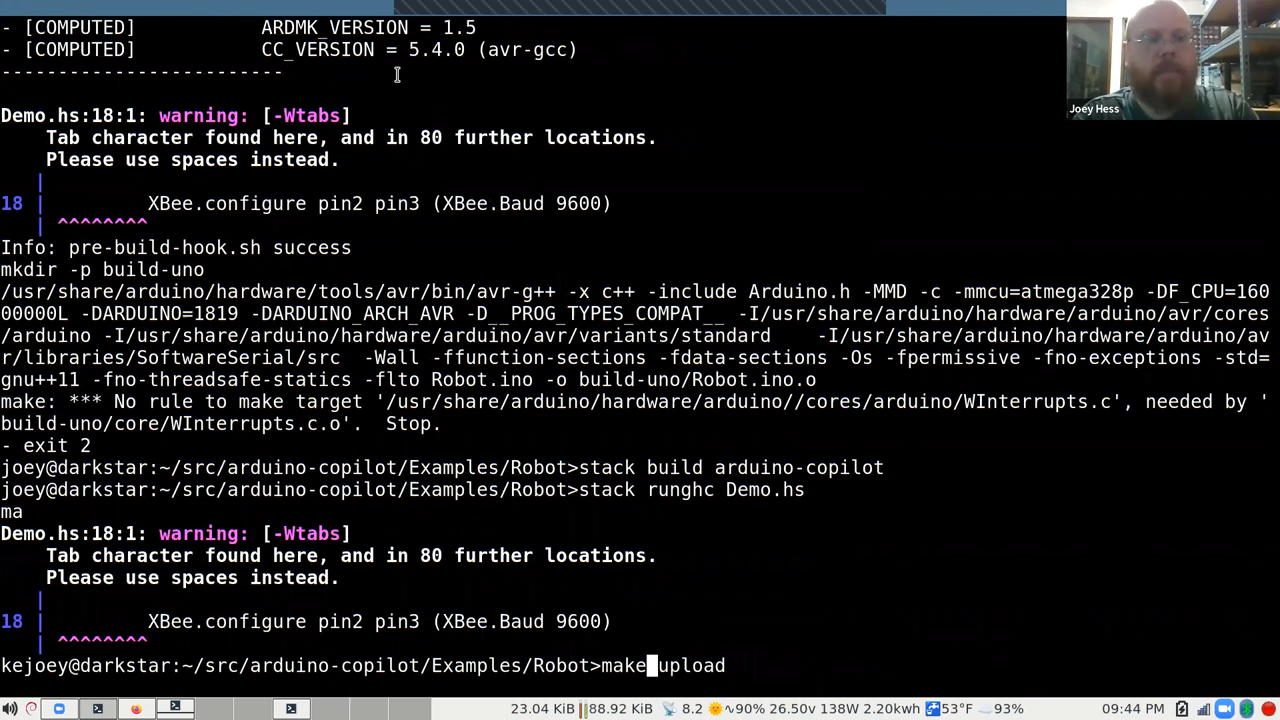 - [COMPUTED]           ARDMK_VERSION = 1.5
- [COMPUTED]           CC_VERSION = 5.4.0 (avr-gcc)
-------------------------
Joey Hess
Demo.hs:18:1: warning: [-Wtabs]
    Tab character found here, and in 80 further locations.
    Please use spaces instead.
   |
18 |         XBee.configure pin2 pin3 (XBee.Baud 9600)
   | ^^^^^^^^
Info: pre-build-hook.sh success
mkdir -p build-uno
/usr/share/arduino/hardware/tools/avr/bin/avr-g++ -x c++ -include Arduino.h -MMD -c -mmcu=atmega328p -DF_CPU=160
00000L -DARDUINO=1819 -DARDUINO_ARCH_AVR -D__PROG_TYPES_COMPAT__ -I/usr/share/arduino/hardware/arduino/avr/cores
/arduino -I/usr/share/arduino/hardware/arduino/avr/variants/standard    -I/usr/share/arduino/hardware/arduino/av
r/libraries/SoftwareSerial/src  -Wall -ffunction-sections -fdata-sections -Os -fpermissive -fno-exceptions -std=
gnu++11 -fno-threadsafe-statics -flto Robot.ino -o build-uno/Robot.ino.o
make: *** No rule to make target '/usr/share/arduino/hardware/arduino//cores/arduino/WInterrupts.c', needed by '
build-uno/core/WInterrupts.c.o'.  Stop.
- exit 2
joey@darkstar:~/src/arduino-copilot/Examples/Robot>stack build arduino-copilot
joey@darkstar:~/src/arduino-copilot/Examples/Robot>stack runghc Demo.hs
ma
Demo.hs:18:1: warning: [-Wtabs]
    Tab character found here, and in 80 further locations.
    Please use spaces instead.
   |
18 |         XBee.configure pin2 pin3 (XBee.Baud 9600)
   | ^^^^^^^^
kejoey@darkstar:~/src/arduino-copilot/Examples/Robot>make upload
23.04 KiB 88.92 KiB 8.2 90% 26.50v 138W 2.20kwh 53°F 93% 09:44 PM